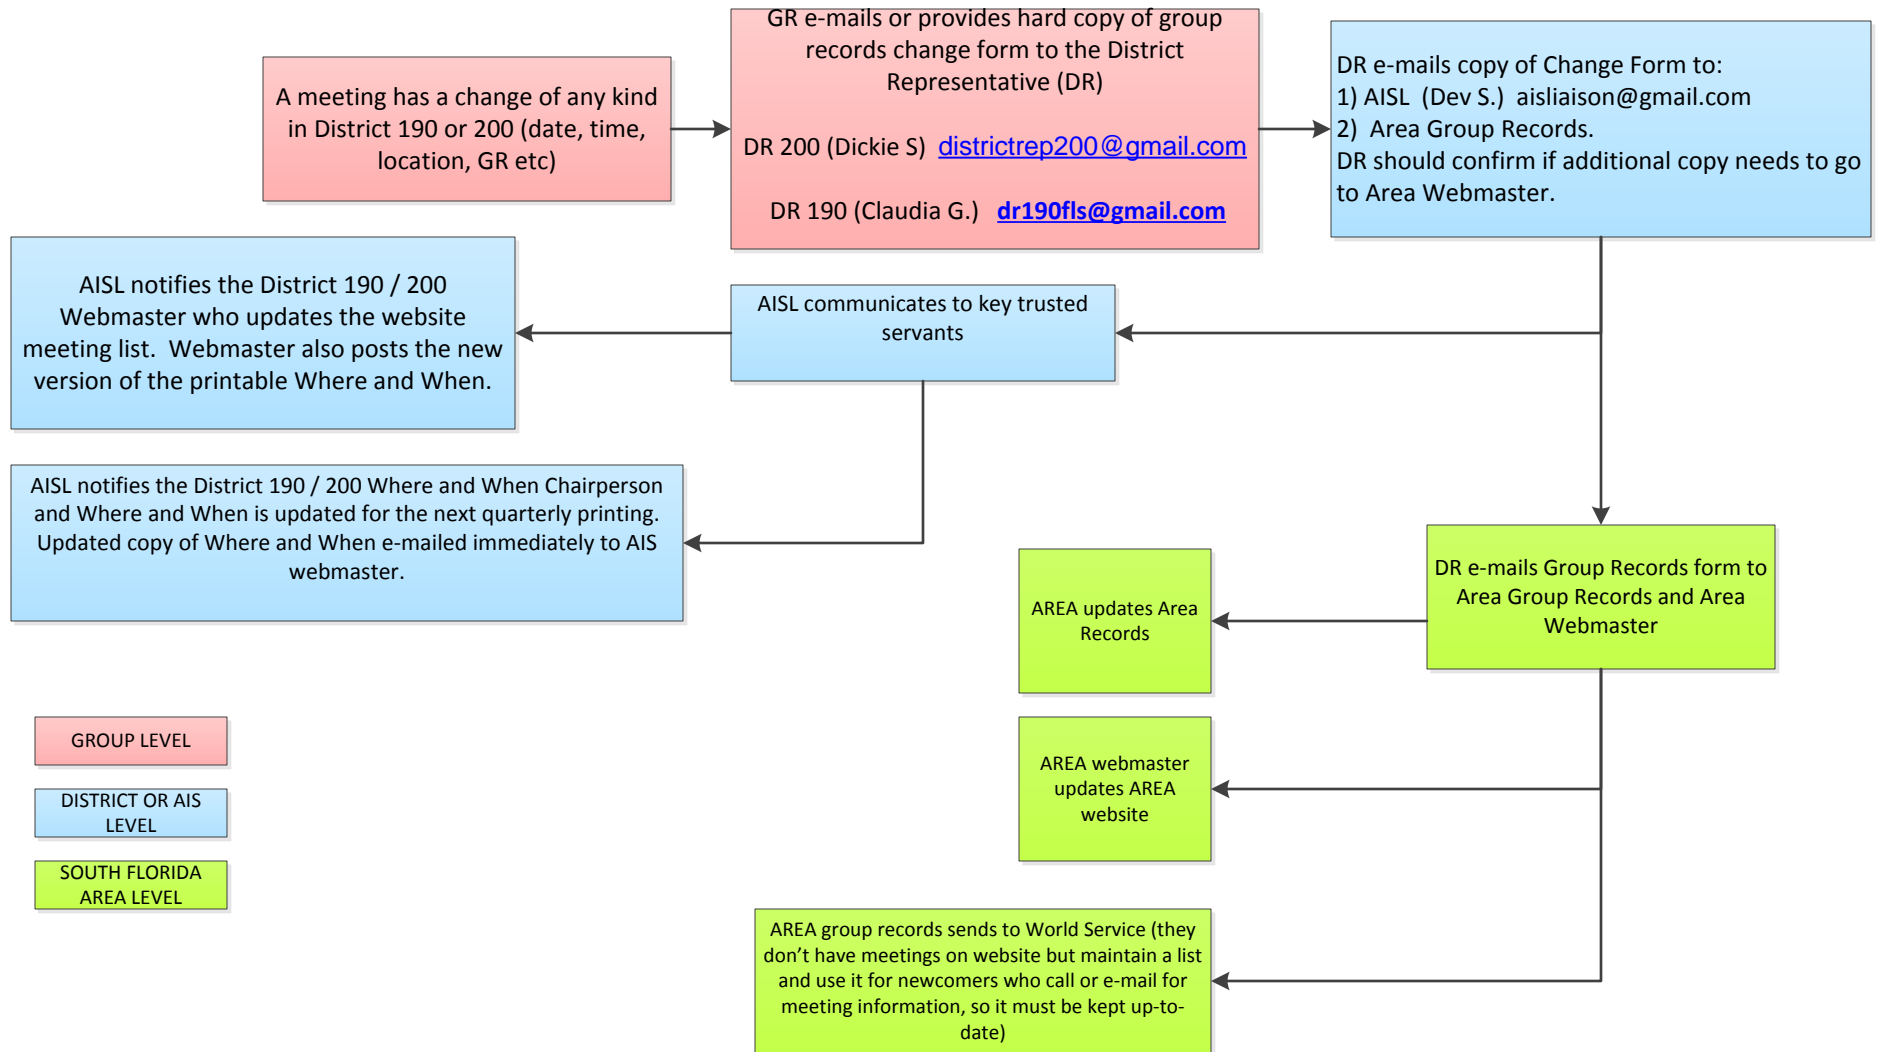 A meeting has a change of any kind
in District 190 or 200 (date, time,
location, GR etc)
GR e-mails or provides hard copy of group
records change form to the District
Representative (DR)
DR 200 (Dickie S)  districtrep200@gmail.com
DR 190 (Claudia G.)  dr190fls@gmail.com
DR e-mails copy of Change Form to:
1) AISL  (Dev S.)  aisliaison@gmail.com
2)  Area Group Records.
DR should confirm if additional copy needs to go
to Area Webmaster.
AISL notifies the District 190 / 200
Webmaster who updates the website
meeting list.  Webmaster also posts the new
version of the printable Where and When.
AISL communicates to key trusted
servants
AISL notifies the District 190 / 200 Where and When Chairperson
and Where and When is updated for the next quarterly printing.
Updated copy of Where and When e-mailed immediately to AIS
webmaster.
DR e-mails Group Records form to
Area Group Records and Area
Webmaster
AREA updates Area
Records
AREA webmaster
updates AREA
website
AREA group records sends to World Service (they
don’t have meetings on website but maintain a list
and use it for newcomers who call or e-mail for
meeting information, so it must be kept up-to-
date)
GROUP LEVEL
DISTRICT OR AIS
LEVEL
SOUTH FLORIDA
AREA LEVEL